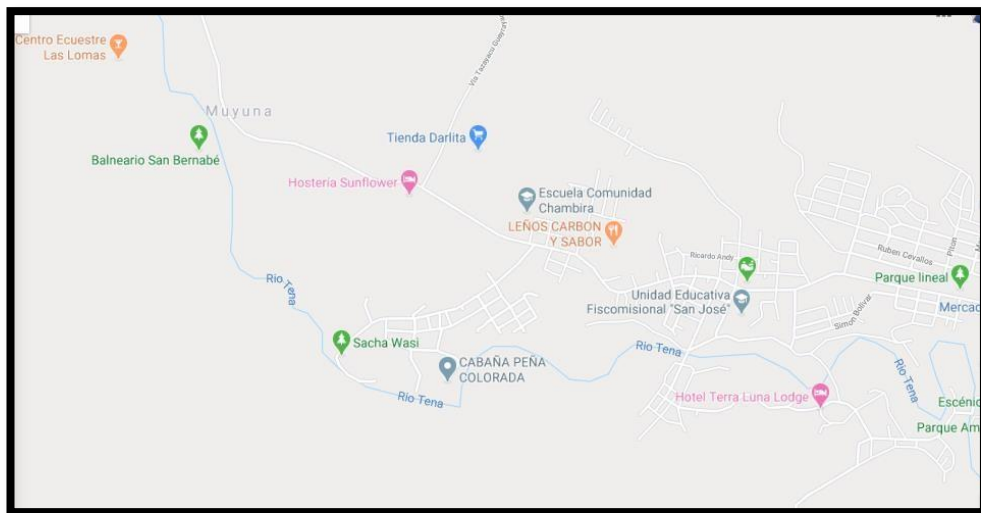 Centro Ecuestre
Las Lomas
Muyuna
Balneario San Bernabé
Tienda Darlita
Hosteria Sunflower
Escuela Comunidad
Chambira
LEÑOS CARBON
Y SABOR
Ricardo Andy
Ruben Cevallos
Parque lineal
Unidad Educativa
Fiscomisional "San José"
Mercad
Simon Bolivar
Rio Tena
Sacha Wasi
CABAÑA PEÑA
COLORADA
Rio Tena
Rio Tena
Hotel Terra Luna Lodge
Rio Tena
Escénic
Parque Am